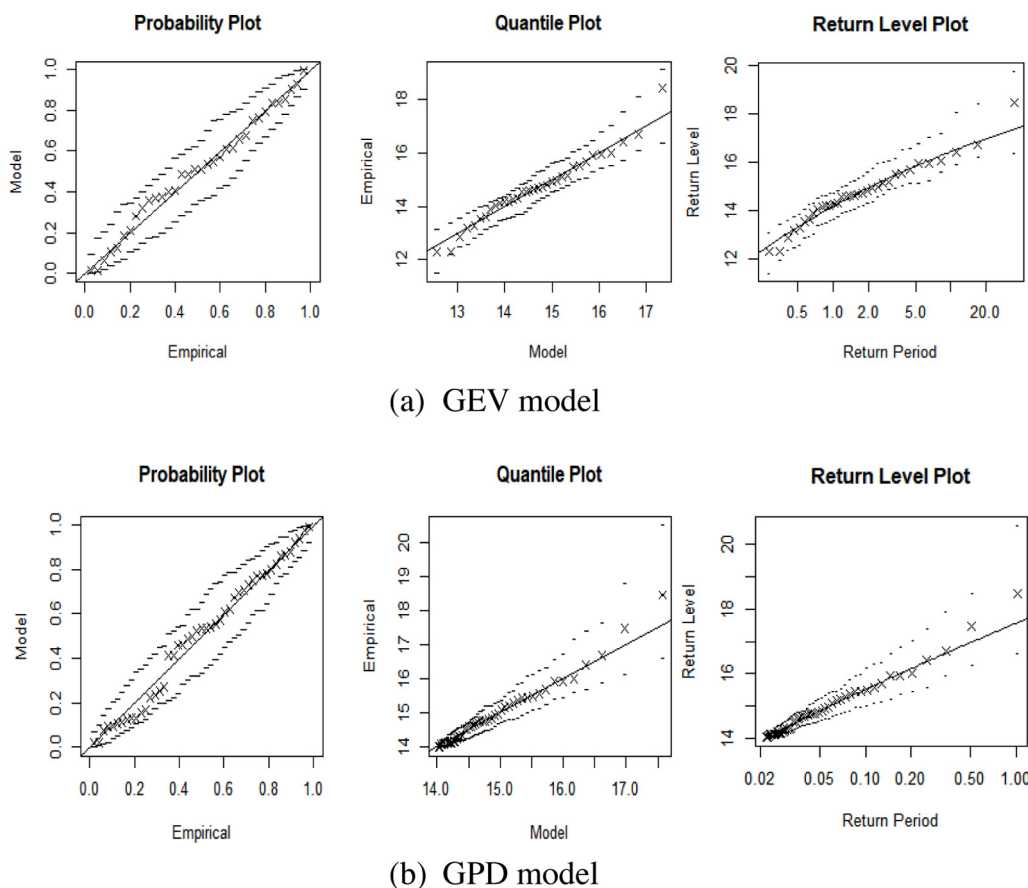 Probability Plot
Quantile Plot
Return Level Plot
Model
0.0 0.2 0.4 0.6 0.8 1.0
0.0 0.2 0.4 0.6 0.8 1.0
Empirical
Empirical
12 14 16 18
13 14 15 16 17
Model
Return Level
12 14 16 18 20
0.5 1.0 2.0 5.0 20.0
Return Period
(a) GEV model
Probability Plot
Quantile Plot
Return Level Plot
Model
0.0 0.2 0.4 0.6 0.8 1.0
0.0 0.2 0.4 0.6 0.8 1.0
Empirical
Empirical
14 15 16 17 18 19 20
14.0 15.0 16.0 17.0
Model
Return Level
14 16 18 20
0.02 0.05 0.10 0.20 0.50 1.00
Return Period
(b) GPD model